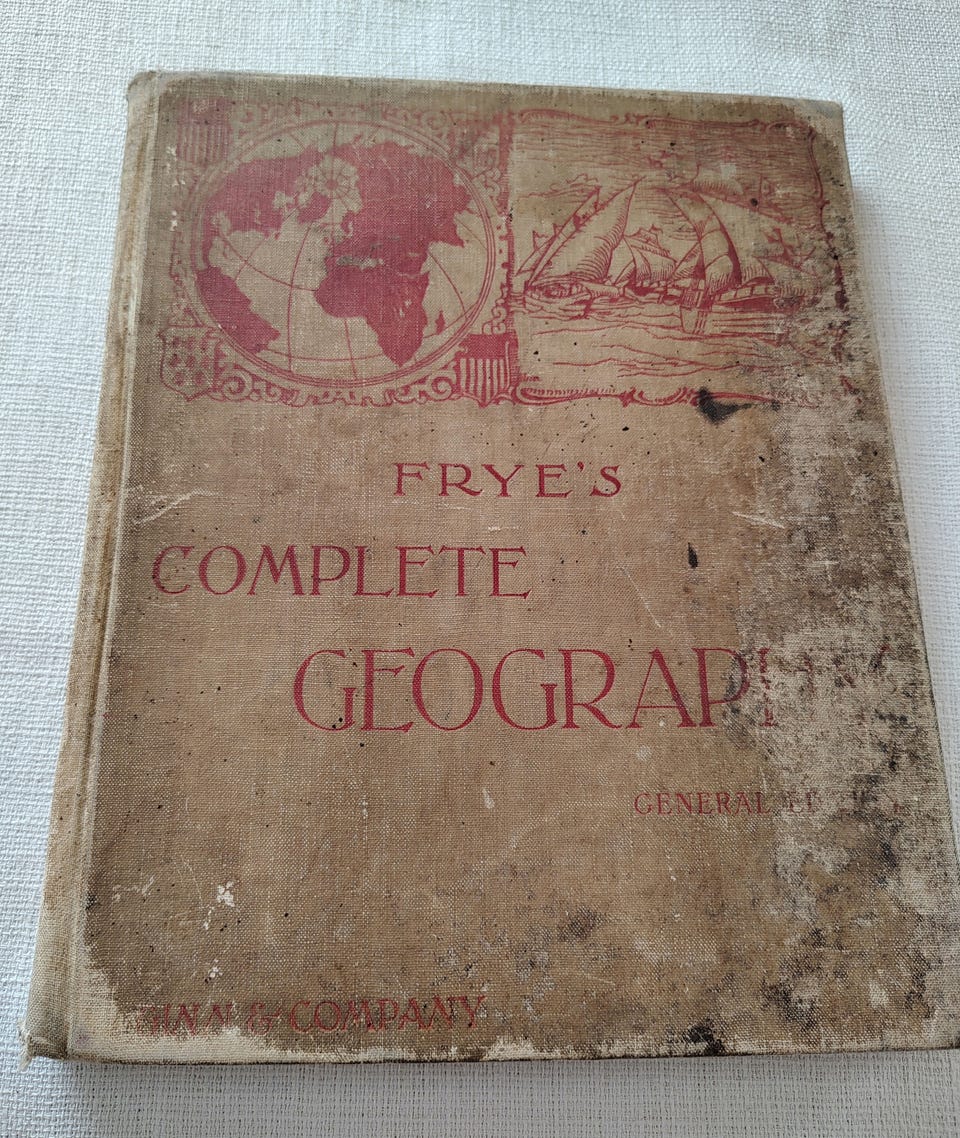 FRYE'S
COMPLETE
GEOGRAP
GENERAL
& COMPANY